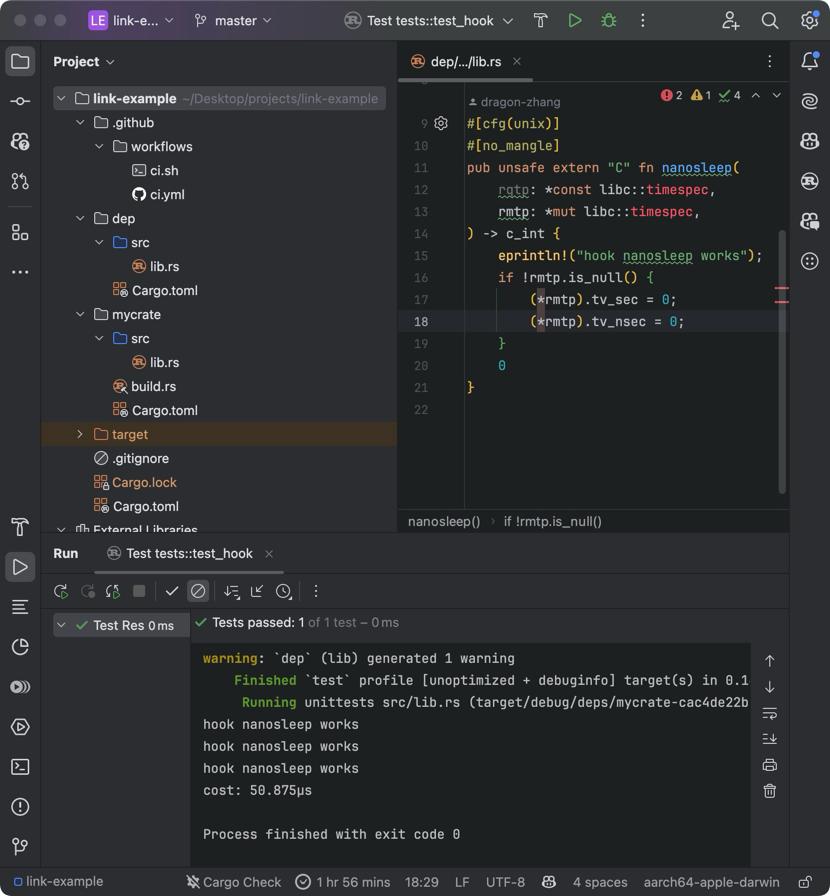 LE link-e... master Test tests::test_hook
Project
dep/.../lib.rs
link-example ~/Desktop/projects/link-example
.github
workflows
ci.sh
ci.yml
dep
src
lib.rs
Cargo.toml
mycrate
src
lib.rs
build.rs
Cargo.toml
target
.gitignore
Cargo.lock
Cargo.toml
External Libraries
2 1 4
dragon-zhang
9 #[cfg(unix)]
10 #[no_mangle]
11 pub unsafe extern "C" fn nanosleep(
12 rqtp: *const libc::timespec,
13 rmtp: *mut libc::timespec,
14 ) -> c_int {
15 eprintln!("hook nanosleep works");
16 if !rmtp.is_null() {
17 (*rmtp).tv_sec = 0;
18 (*rmtp).tv_nsec = 0;
19 }
20 0
21 }
22
nanosleep() › if !rmtp.is_null()
Run Test tests::test_hook
Test Res 0 ms
Tests passed: 1 of 1 test – 0 ms
warning: `dep` (lib) generated 1 warning
Finished `test` profile [unoptimized + debuginfo] target(s) in 0.1
Running unittests src/lib.rs (target/debug/deps/mycrate-cac4de22b
hook nanosleep works
hook nanosleep works
hook nanosleep works
cost: 50.875µs
Process finished with exit code 0
link-example Cargo Check 1 hr 56 mins 18:29 LF UTF-8 4 spaces aarch64-apple-darwin